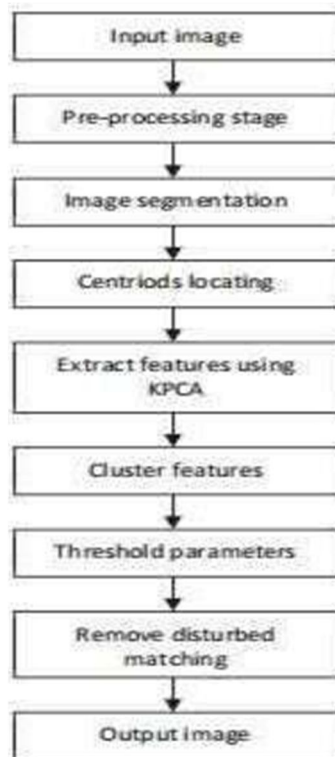 Input image
Pre-processing stage
Image segmentation
Centriods locating
Extract features using
KPCA
Cluster features
Threshold parameters
Remove disturbed
matching
Output image